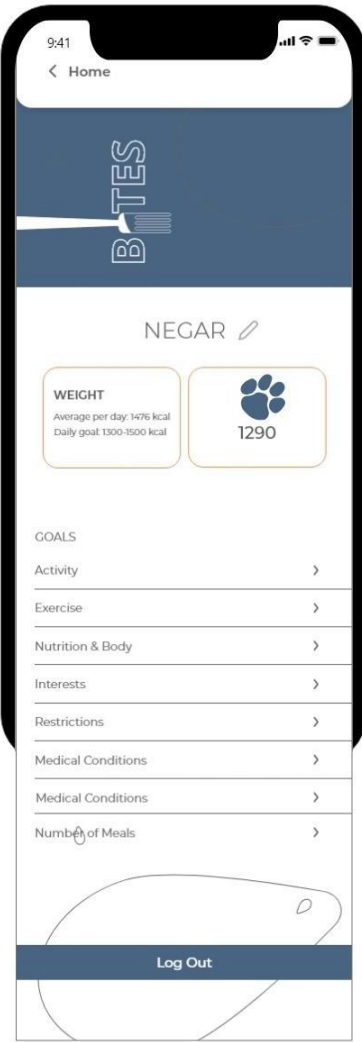 9:41
Home
BITES
NEGAR
WEIGHT
Average per day: 1476 kcal
Daily goal: 1300-1500 kcal
1290
GOALS
Activity
Exercise
Nutrition & Body
Interests
Restrictions
Medical Conditions
Medical Conditions
Number of Meals
Log Out